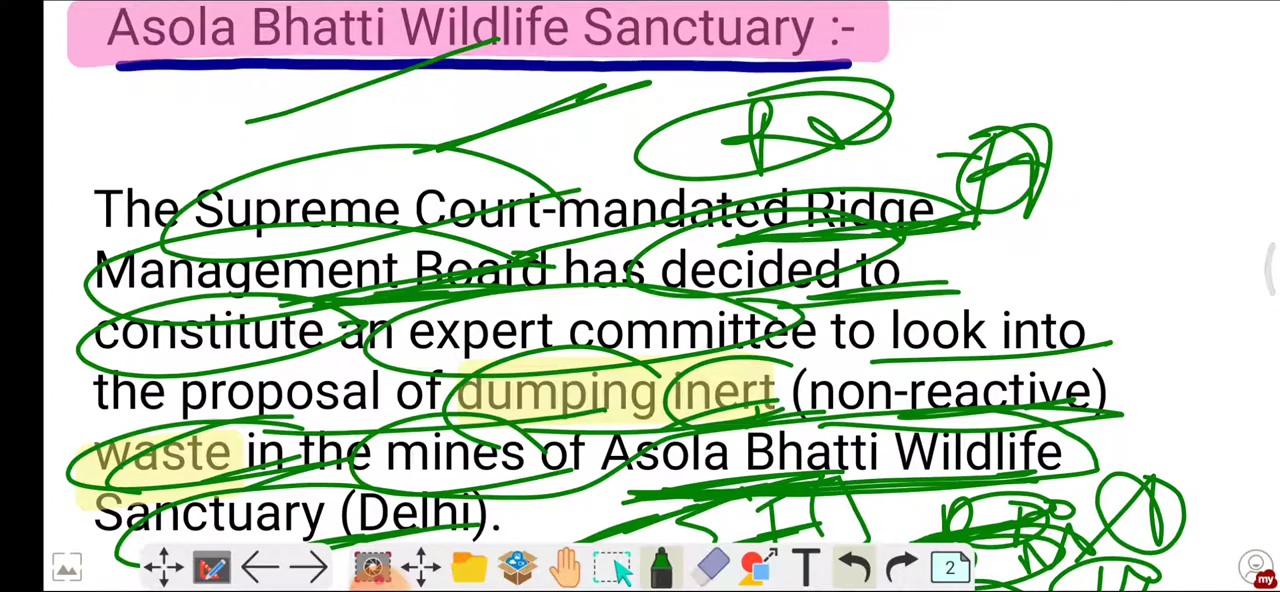 Asola Bhatti Wildlife Sanctuary :-
The Supreme Court-mandated Ridge
Management Board has decided to
constitute an expert committee to look into
the proposal of dumping inert (non-reactive)
waste in the mines of Asola Bhatti Wildlife
Sanctuary (Delhi).
T
2
my